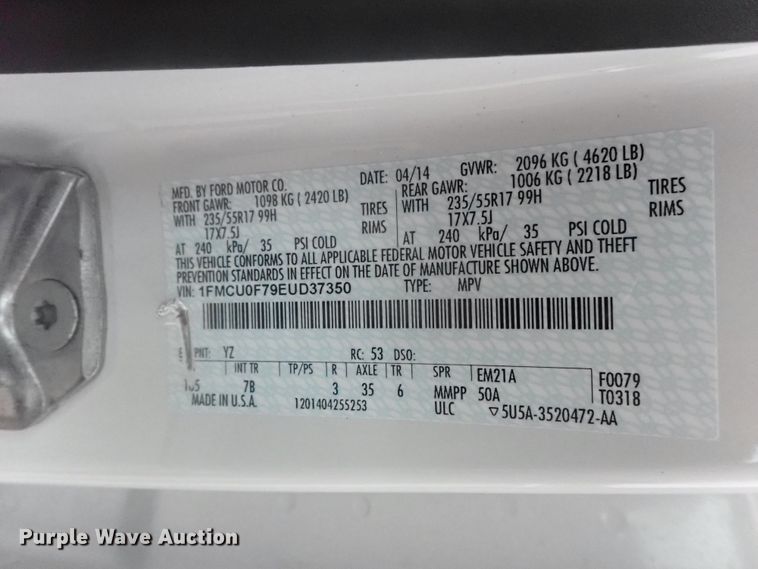 MFD. BY FORD MOTOR CO. DATE: 04/14 GVWR: 2096 KG ( 4620 LB)
FRONT GAWR: 1098 KG ( 2420 LB) REAR GAWR: 1006 KG ( 2218 LB)
WITH 235/55R17 99H TIRES WITH 235/55R17 99H TIRES
17X7.5J RIMS 17X7.5J RIMS
AT 240 kPa/ 35 PSI COLD AT 240 kPa/ 35 PSI COLD
THIS VEHICLE CONFORMS TO ALL APPLICABLE FEDERAL MOTOR VEHICLE SAFETY AND THEFT
PREVENTION STANDARDS IN EFFECT ON THE DATE OF MANUFACTURE SHOWN ABOVE.
VIN: 1FMCU0F79EUD37350 TYPE: MPV
PNT: YZ RC: 53 DSO:
INT TR TP/PS R AXLE TR SPR EM21A F0079
7B 3 35 6 MMPP 50A T0318
MADE IN U.S.A. 1201404255253 ULC ▽5U5A-3520472-AA
Purple Wave Auction